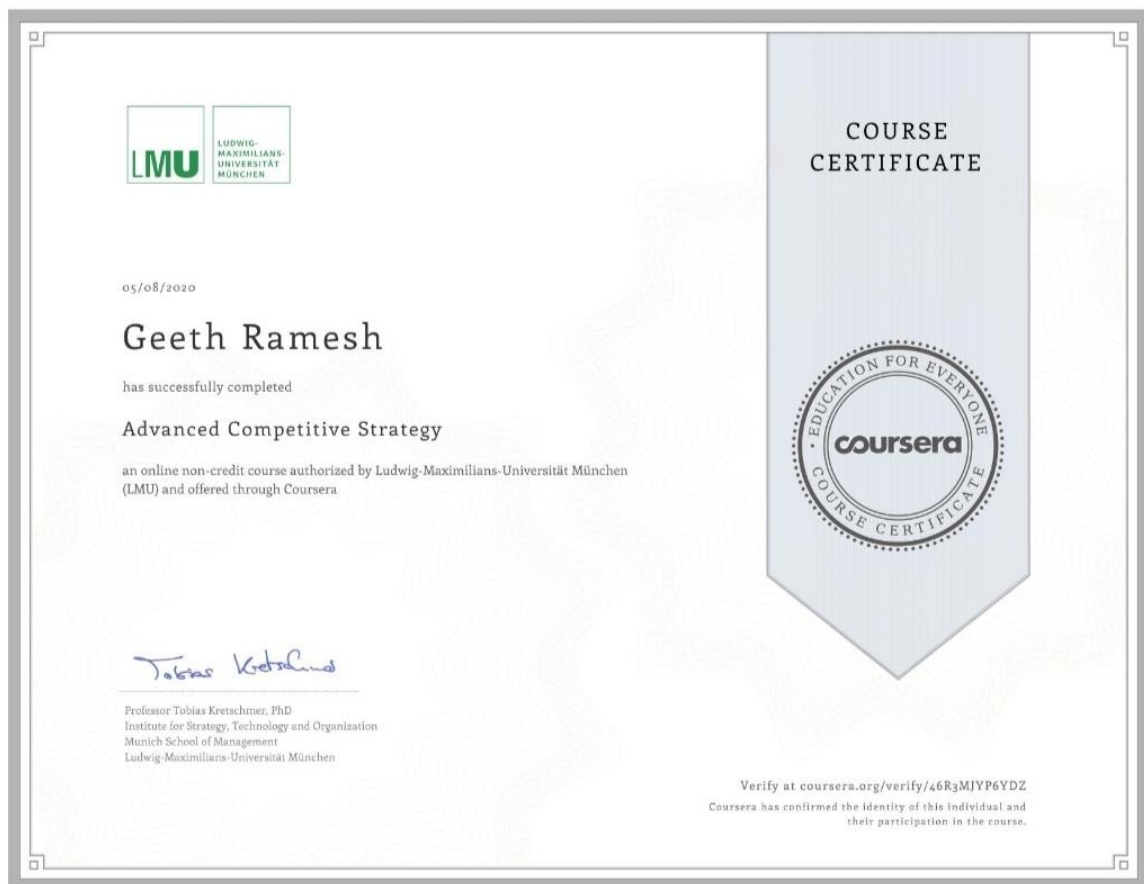 LMU
LUDWIG-
MAXIMILIANS-
UNIVERSITÄT
MÜNCHEN
COURSE
CERTIFICATE
05/08/2020
Geeth Ramesh
has successfully completed
Advanced Competitive Strategy
an online non-credit course authorized by Ludwig-Maximilians-Universität München
(LMU) and offered through Coursera
EDUCATION FOR EVERYONE
coursera
COURSE CERTIFICATE
Tobias Kretschmer
Professor Tobias Kretschmer, PhD
Institute for Strategy, Technology and Organization
Munich School of Management
Ludwig-Maximilians-Universität München
Verify at coursera.org/verify/46R3MJYP6YDZ
Coursera has confirmed the identity of this individual and
their participation in the course.